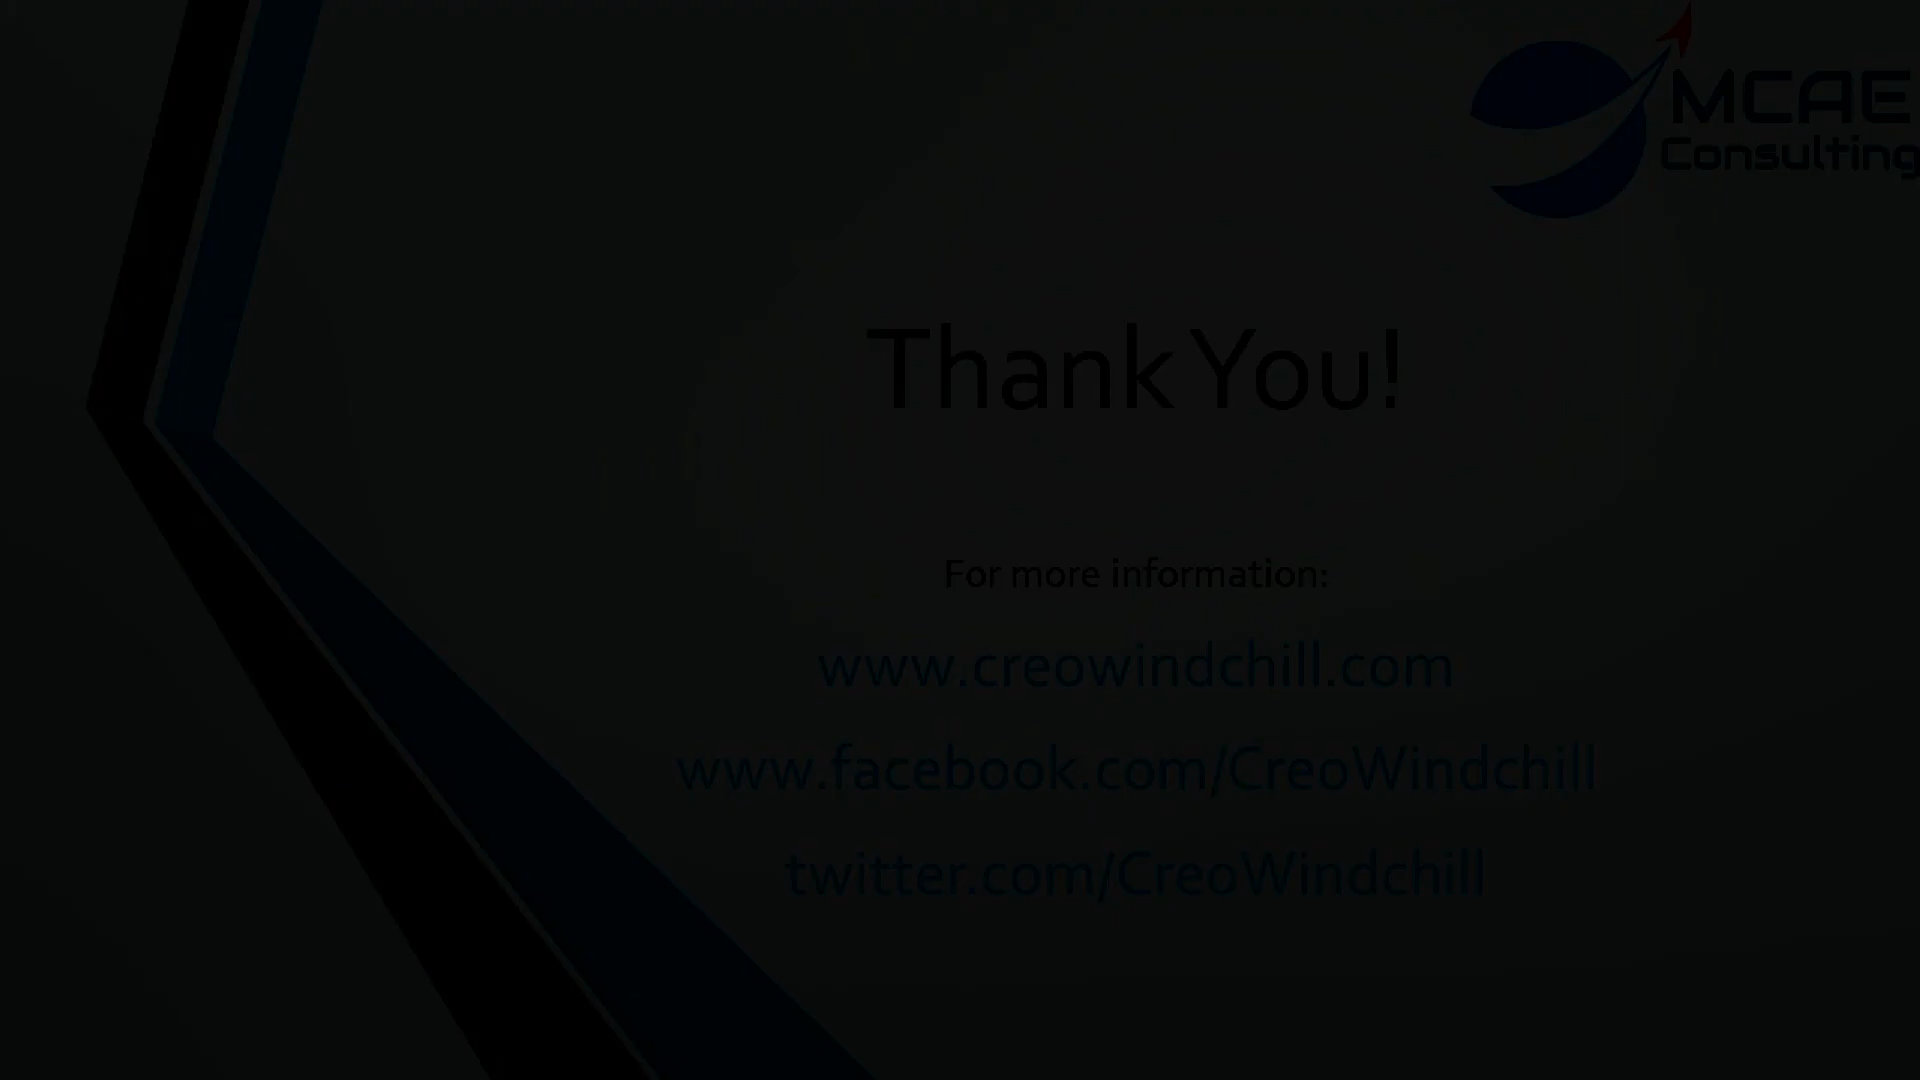 MCAE
Consulting
Thank You!
For more information:
www.creowindchill.com
www.facebook.com/CreoWindchill
twitter.com/CreoWindchill